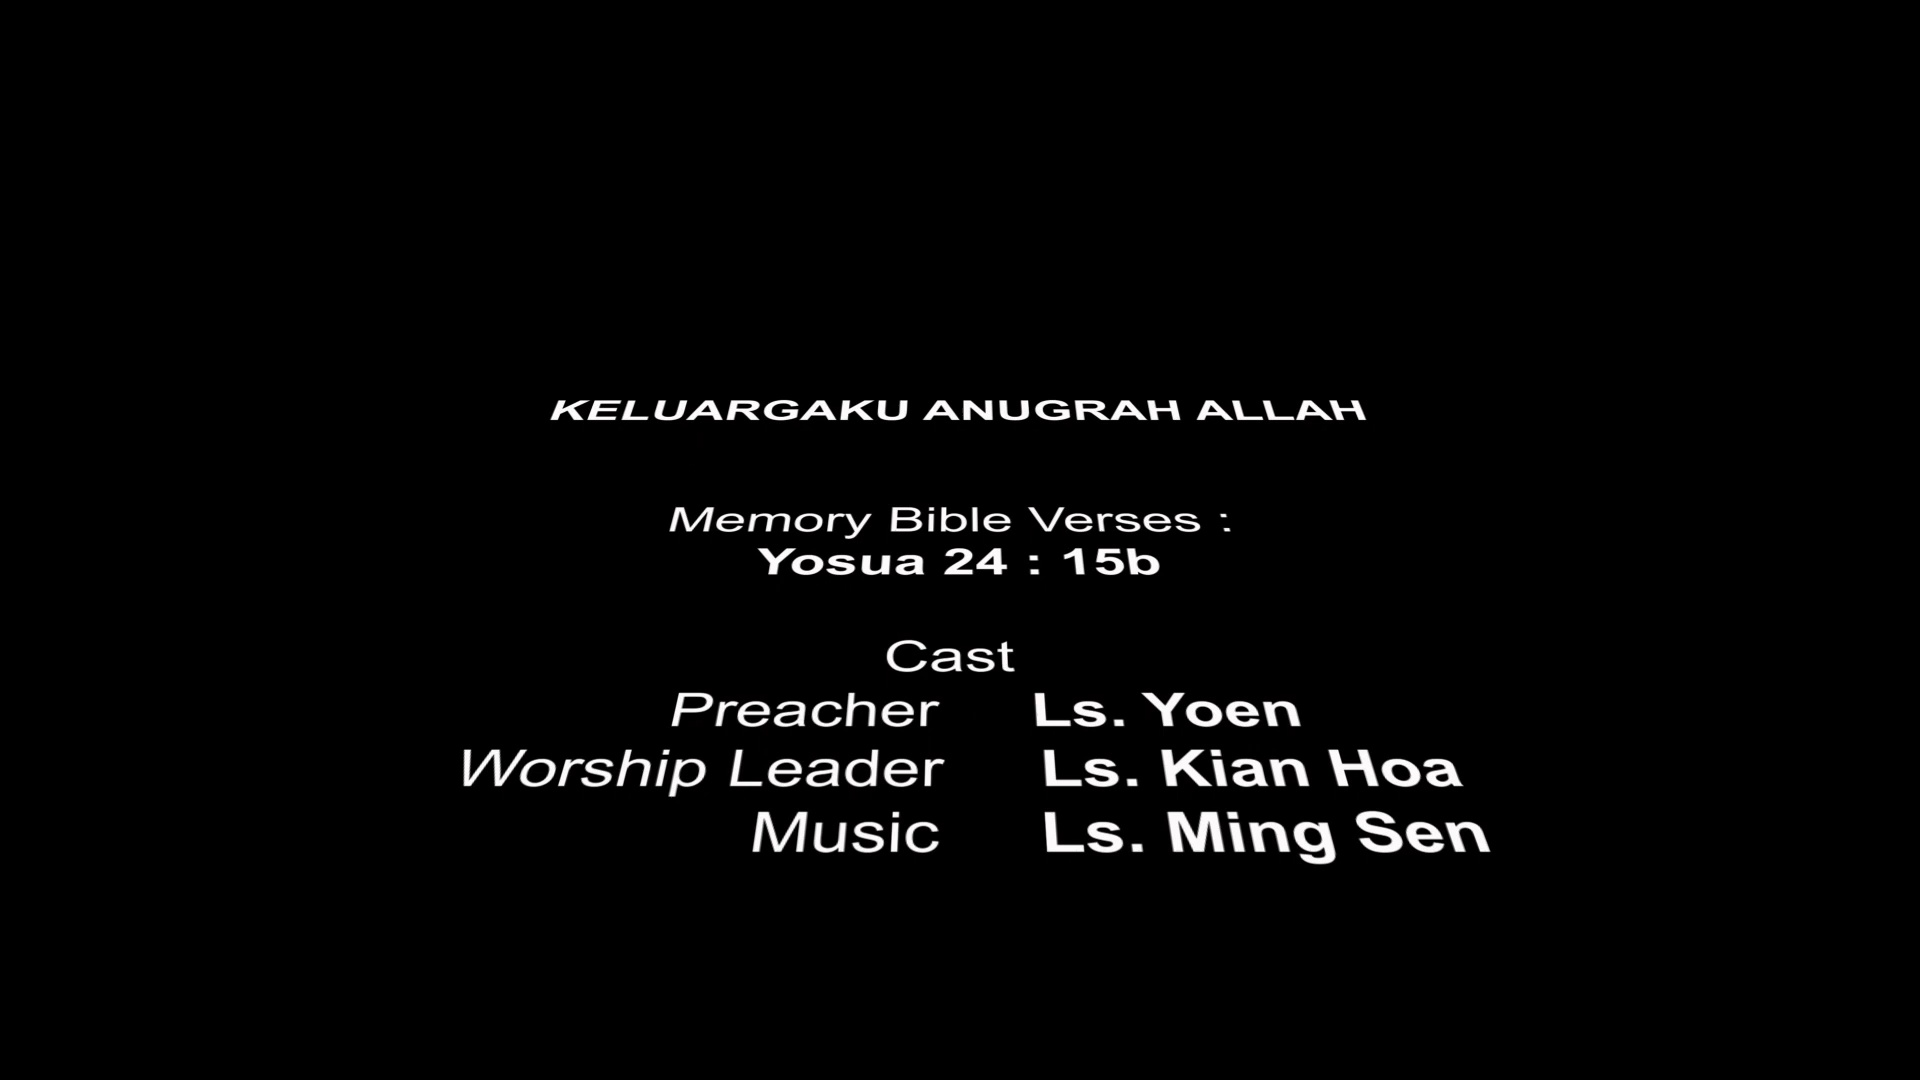 KELUARGAKU ANUGRAH ALLAH
Memory Bible Verses :
Yosua 24 : 15b
Cast
Preacher Ls. Yoen
Worship Leader Ls. Kian Hoa
Music Ls. Ming Sen